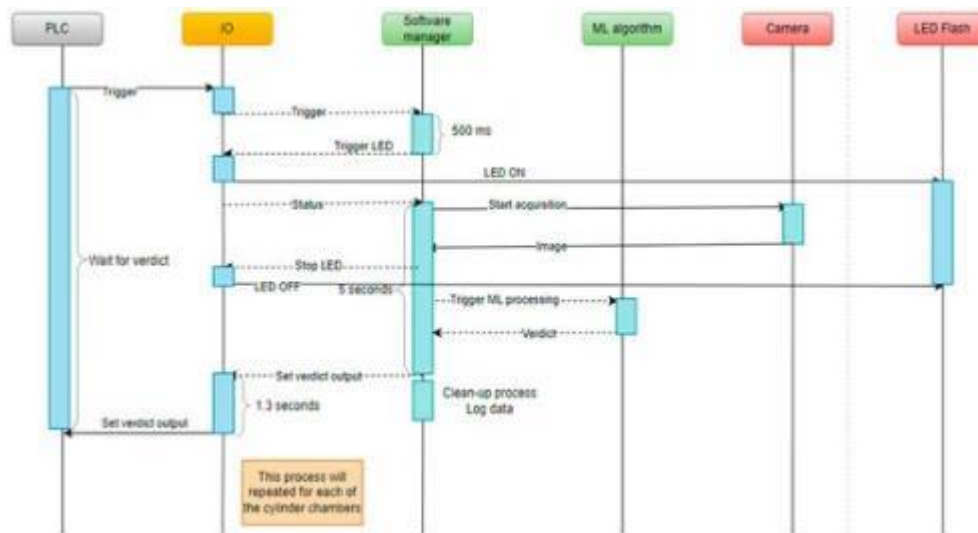 PLC
IO
Software
manager
ML algorithm
Camera
LED Flash
Trigger
Trigger
500 ms
Trigger LED
LED ON
Status
Start acquisition
Image
Wait for verdict
Stop LED
LED OFF
5 seconds
Trigger ML processing
Verdict
Set verdict output
Clean-up process
Log data
1.3 seconds
Set verdict output
This process will
repeated for each of
the cylinder chambers